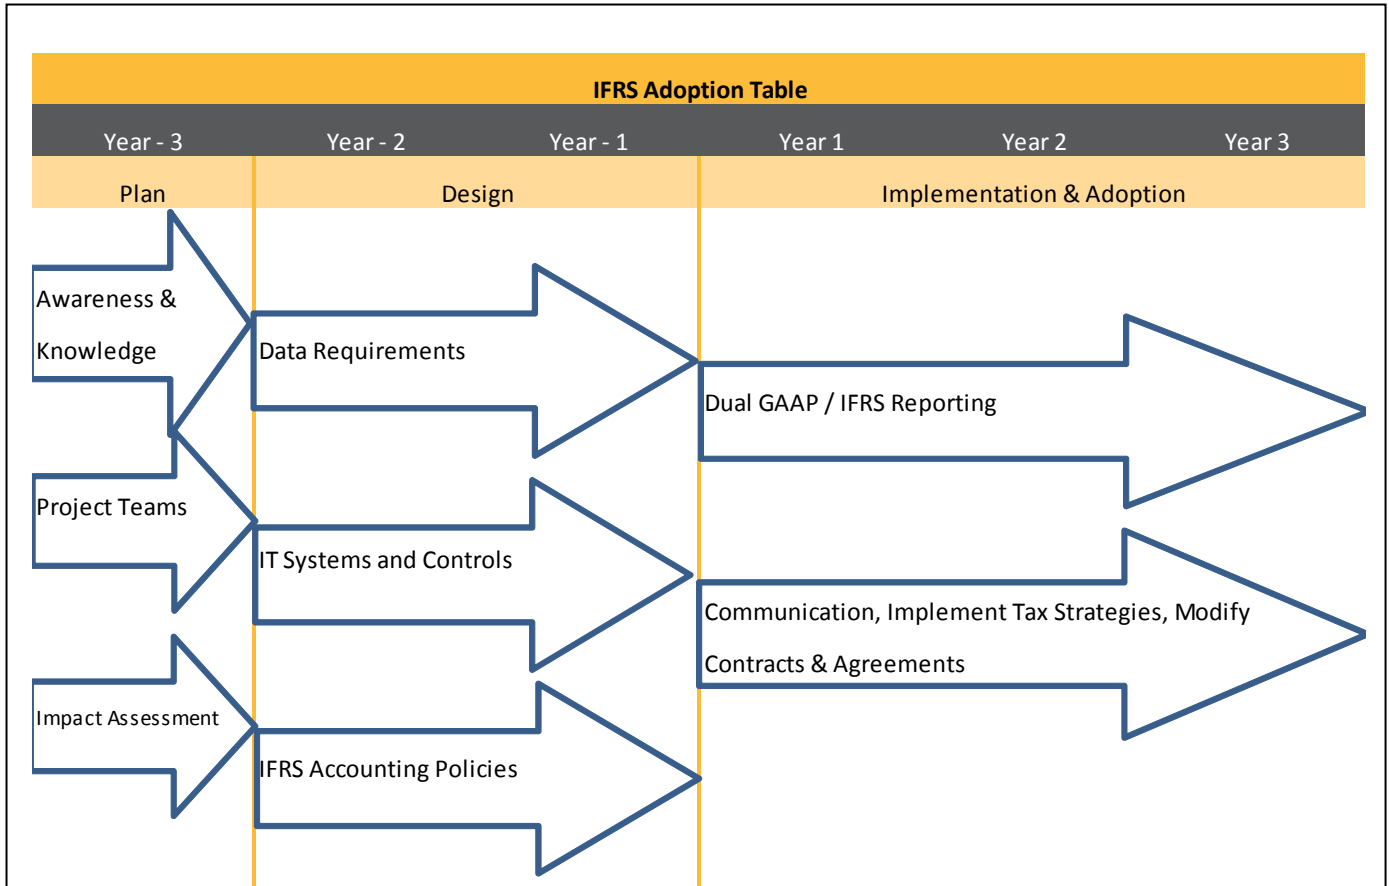 IFRS Adoption Table
Year - 3 Year - 2 Year - 1 Year 1 Year 2 Year 3
Plan Design Implementation & Adoption
Awareness &
Knowledge
Data Requirements
Dual GAAP / IFRS Reporting
Project Teams
IT Systems and Controls
Communication, Implement Tax Strategies, Modify
Contracts & Agreements
Impact Assessment
IFRS Accounting Policies